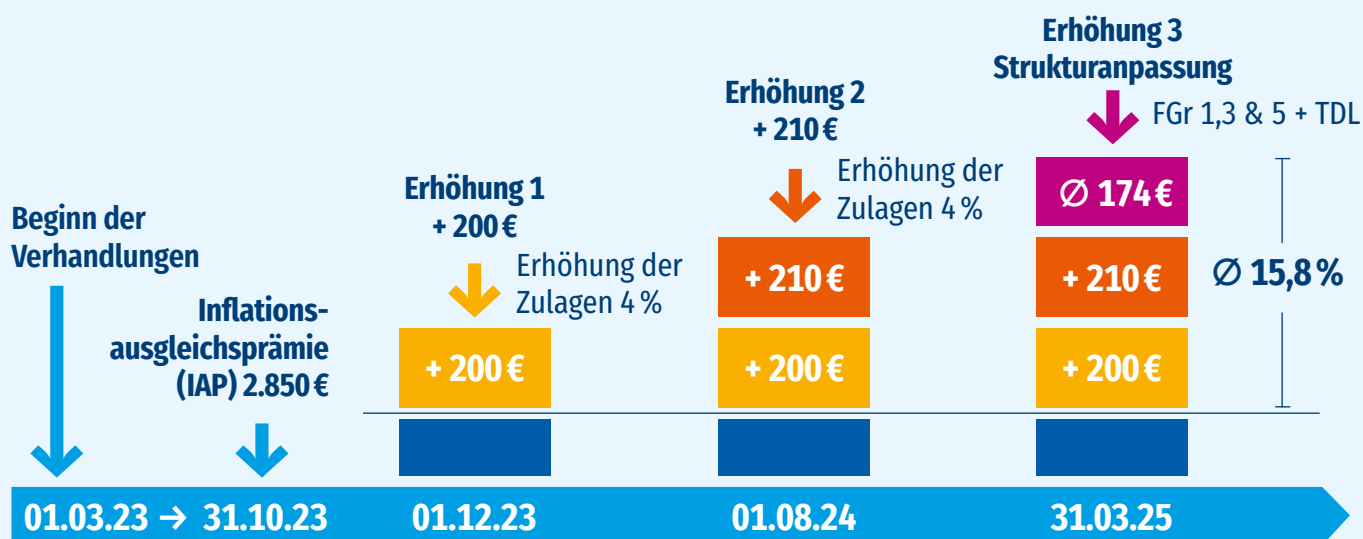 Beginn der
Verhandlungen
Inflations-
ausgleichsprämie
(IAP) 2.850 €
Erhöhung 1
+ 200 €
Erhöhung der
Zulagen 4 %
+ 200 €
Erhöhung 2
+ 210 €
Erhöhung der
Zulagen 4 %
+ 210 €
+ 200 €
Erhöhung 3
Strukturanpassung
FGr 1,3 & 5 + TDL
∅ 174 €
+ 210 €
+ 200 €
∅ 15,8 %
01.03.23 → 31.10.23 01.12.23 01.08.24 31.03.25